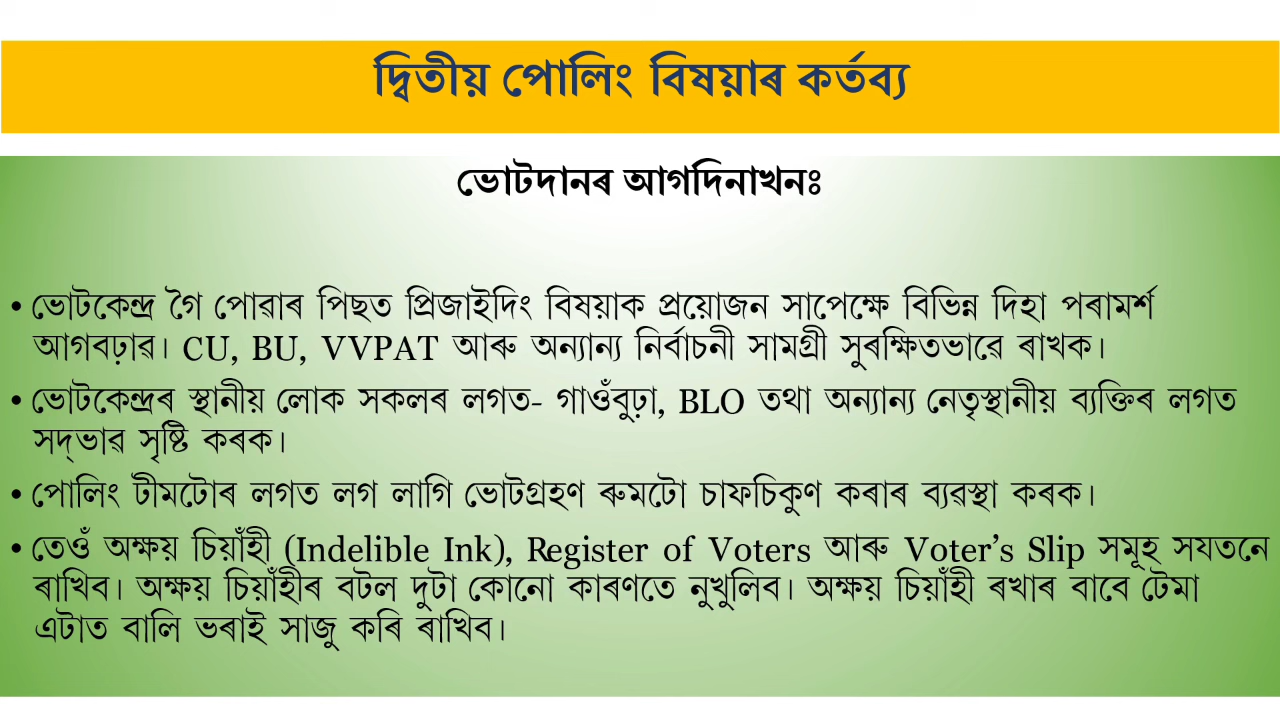 দ্বিতীয় পোলিং বিষয়াৰ কৰ্তব্য
ভোটদানৰ আগদিনাখনঃ
• ভোটকেন্দ্ৰ গৈ পোৱাৰ পিছত প্ৰিজাইদিং বিষয়াক প্ৰয়োজন সাপেক্ষে বিভিন্ন দিহা পৰামৰ্শ
আগবঢ়াৱ। CU, BU, VVPAT আৰু অন্যান্য নিৰ্বাচনী সামগ্ৰী সুৰক্ষিতভাৱে ৰাখক।
• ভোটকেন্দ্ৰৰ স্থানীয় লোক সকলৰ লগত- গাওঁবুঢ়া, BLO তথা অন্যান্য নেতৃস্থানীয় ব্যক্তিৰ লগত
সদ্‌ভাৱ সৃষ্টি কৰক।
• পোলিং টীমটোৰ লগত লগ লাগি ভোটগ্ৰহণ ৰুমটো চাফচিকুণ কৰাৰ ব্যৱস্থা কৰক।
• তেওঁ অক্ষয় চিয়াঁহী (Indelible Ink), Register of Voters আৰু Voter’s Slip সমূহ সযতনে
ৰাখিব। অক্ষয় চিয়াঁহীৰ বটল দুটা কোনো কাৰণতে নুখুলিব। অক্ষয় চিয়াঁহী ৰখাৰ বাবে টেমা
এটাত বালি ভৰাই সাজু কৰি ৰাখিব।